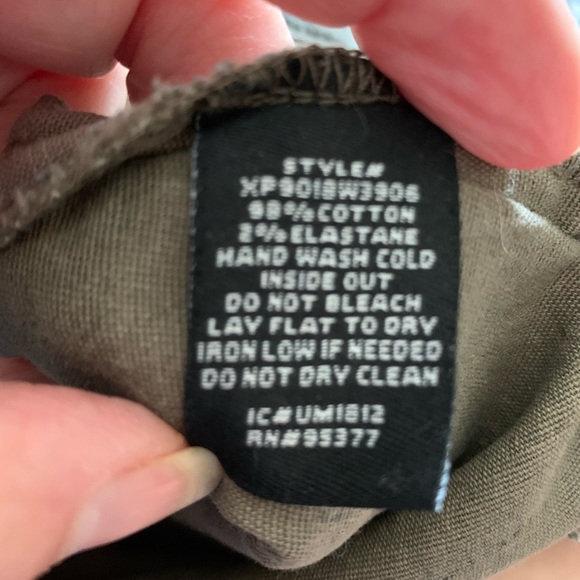 STYLE#
XP9018W3906
98% COTTON
2% ELASTANE
HAND WASH COLD
INSIDE OUT
DO NOT BLEACH
LAY FLAT TO DRY
IRON LOW IF NEEDED
DO NOT DRY CLEAN
IC# UM1812
RN# 95377